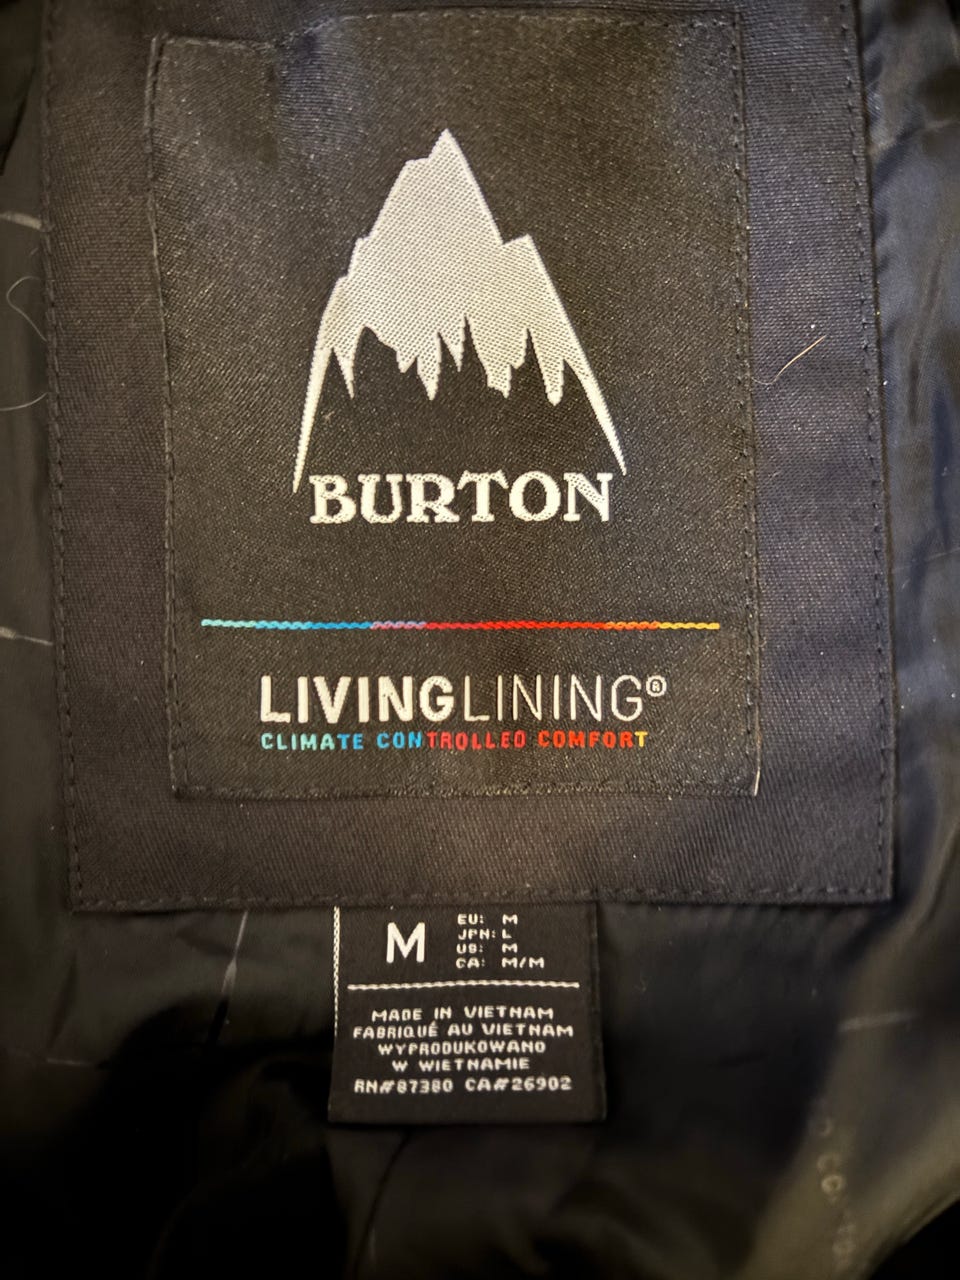 BURTON
LIVINGLINING®
CLIMATE CONTROLLED COMFORT
M
EU: M
JPN: L
US: M
CA: M/M
MADE IN VIETNAM
FABRIQUÉ AU VIETNAM
WYPRODUKOWANO
W WIETNAMIE
RN#87380 CA#26902